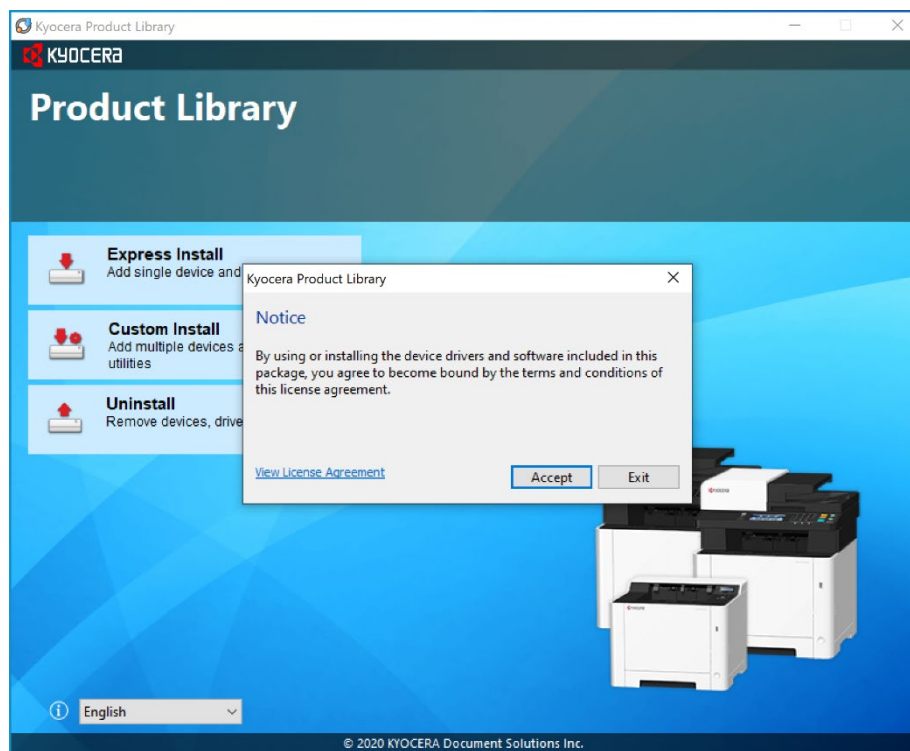 Kyocera Product Library
KYOCERA
Product Library
Express Install
Add single device and
Custom Install
Add multiple devices a
utilities
Uninstall
Remove devices, drive
Kyocera Product Library
Notice
By using or installing the device drivers and software included in this
package, you agree to become bound by the terms and conditions of
this license agreement.
View License Agreement
Accept
Exit
English
© 2020 KYOCERA Document Solutions Inc.